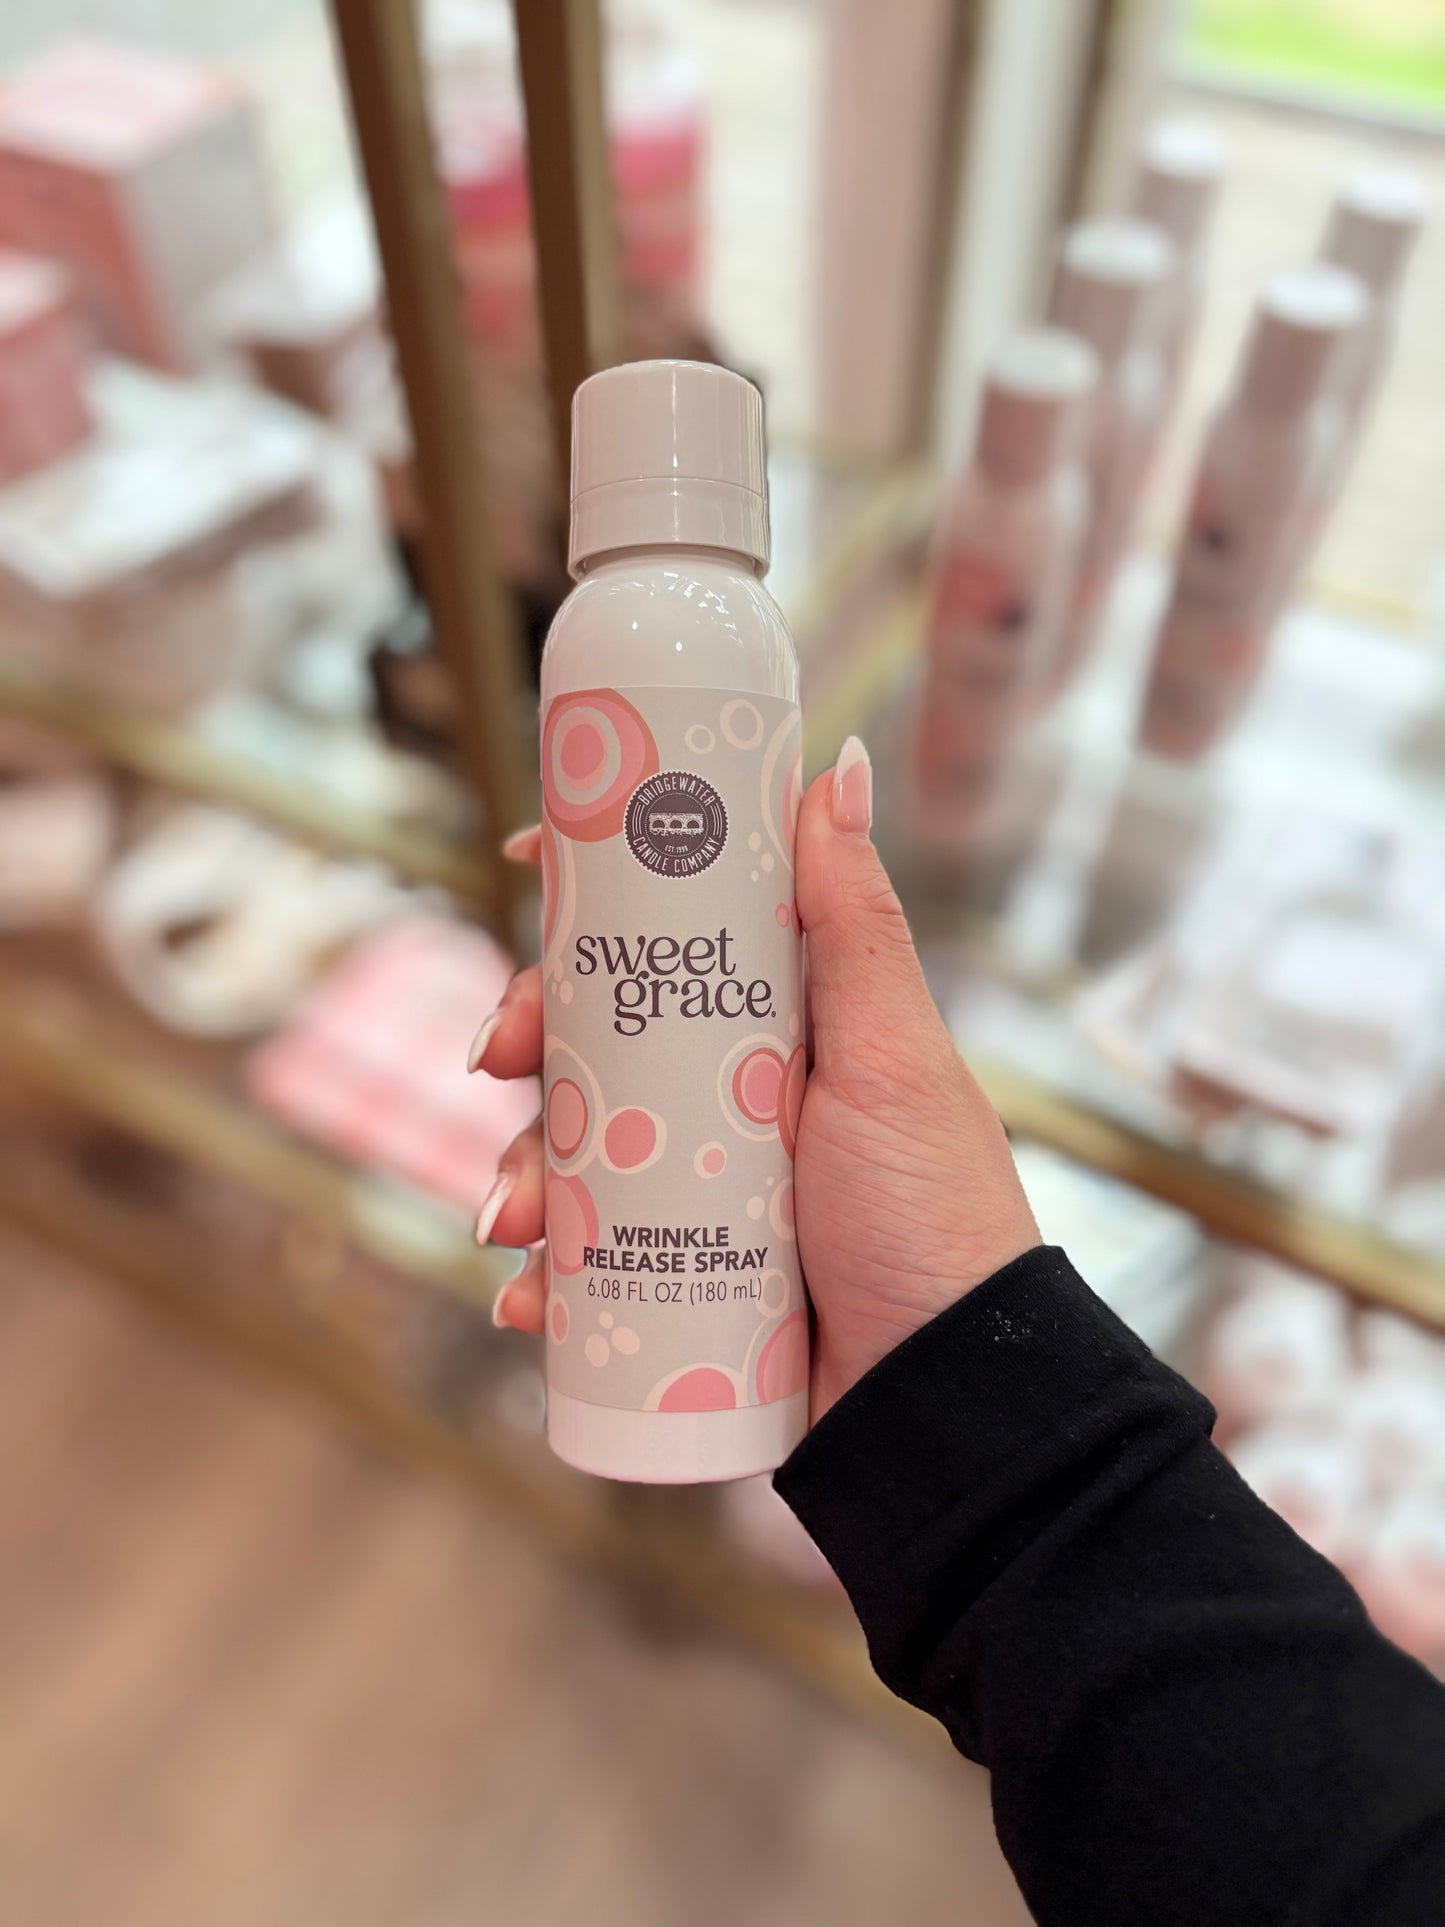 BRIDGEWATER
EST. 1998
CANDLE COMPANY
sweet
grace®
WRINKLE
RELEASE SPRAY
6.08 FL OZ (180 mL)